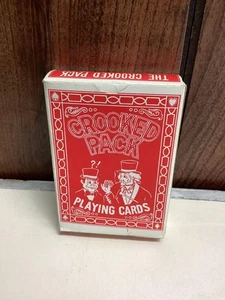 THE CROOKED PACK
CROOKED
PACK
?!
PLAYING CARDS